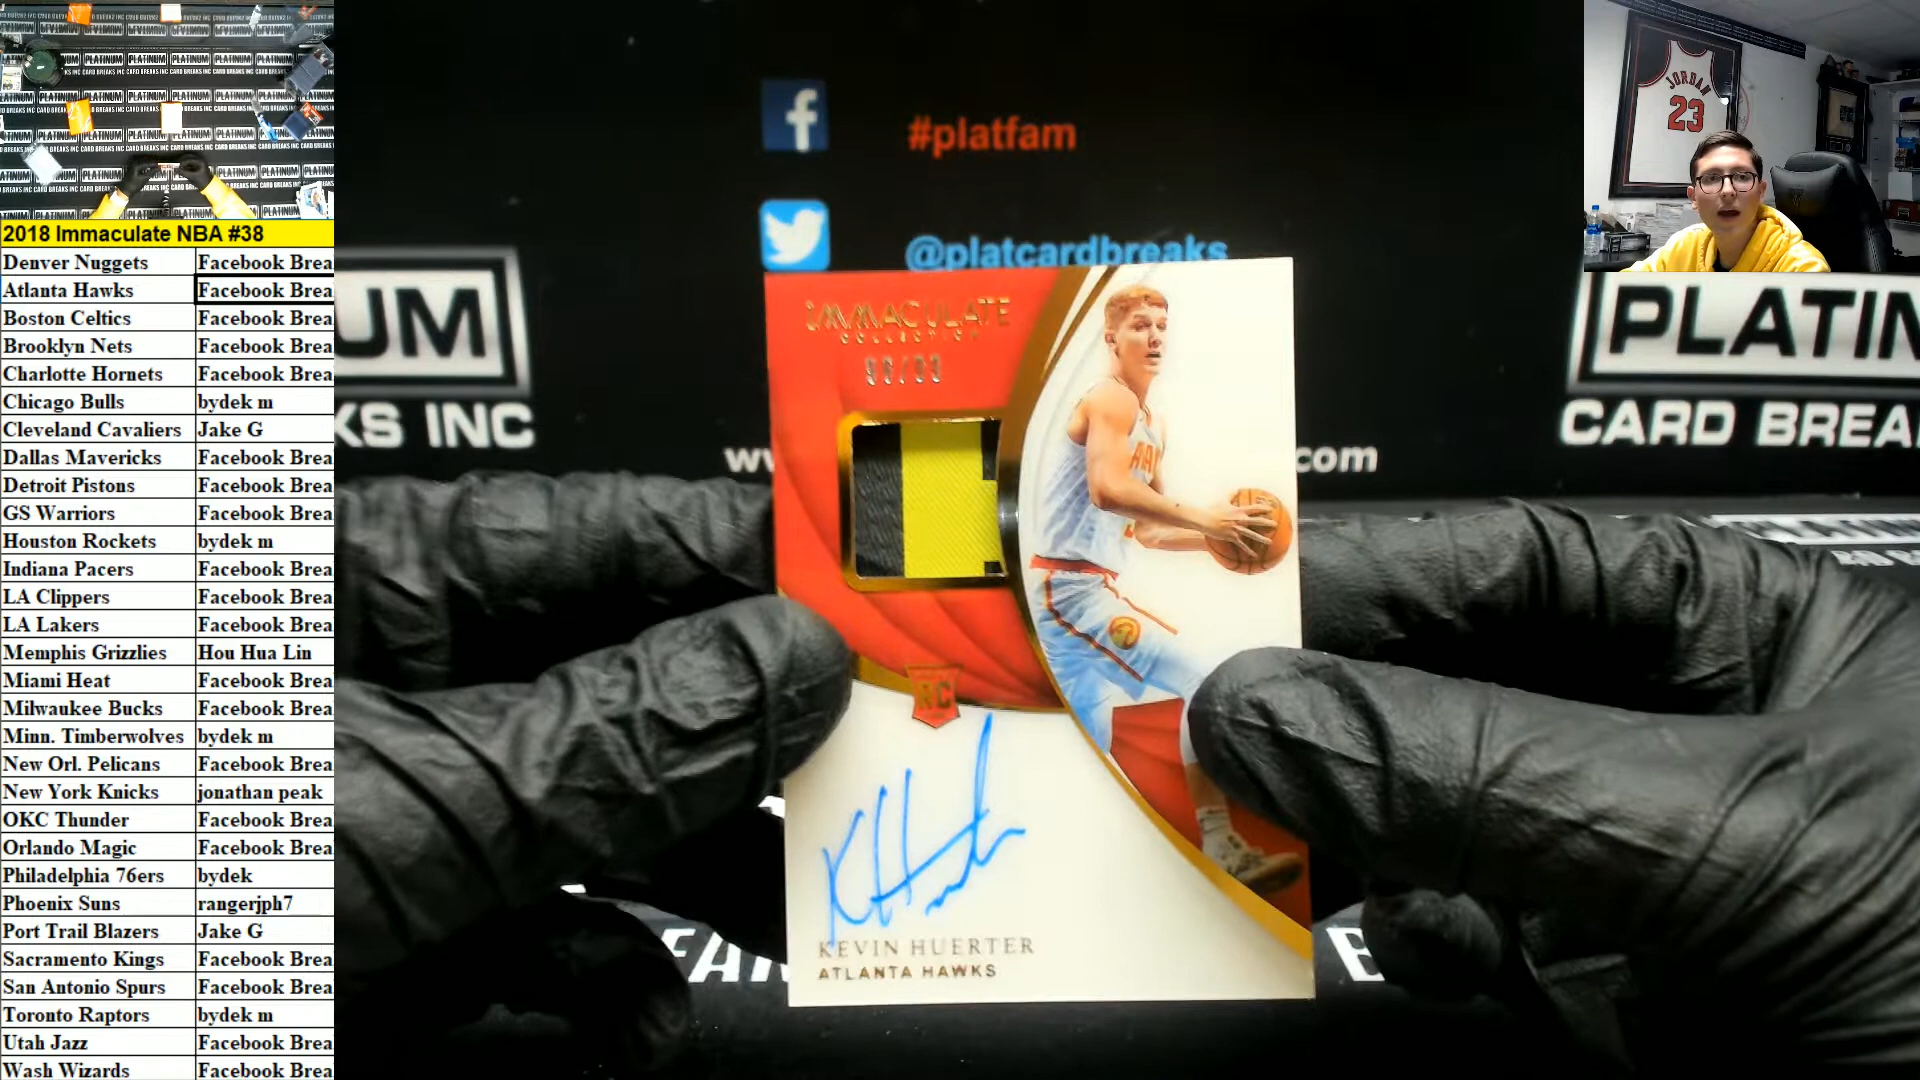 2018 Immaculate NBA #38
Denver Nuggets Facebook Brea
Atlanta Hawks Facebook Brea
Boston Celtics Facebook Brea
Brooklyn Nets Facebook Brea
Charlotte Hornets Facebook Brea
Chicago Bulls bydek m
Cleveland Cavaliers Jake G
Dallas Mavericks Facebook Brea
Detroit Pistons Facebook Brea
GS Warriors Facebook Brea
Houston Rockets bydek m
Indiana Pacers Facebook Brea
LA Clippers Facebook Brea
LA Lakers Facebook Brea
Memphis Grizzlies Hou Hua Lin
Miami Heat Facebook Brea
Milwaukee Bucks Facebook Brea
Minn. Timberwolves bydek m
New Orl. Pelicans Facebook Brea
New York Knicks jonathan peak
OKC Thunder Facebook Brea
Orlando Magic Facebook Brea
Philadelphia 76ers bydek
Phoenix Suns rangerjph7
Port Trail Blazers Jake G
Sacramento Kings Facebook Brea
San Antonio Spurs Facebook Brea
Toronto Raptors bydek m
Utah Jazz Facebook Brea
Wash Wizards Facebook Brea
#platfam
@platcardbreaks
UM
KS INC
PLATIN
CARD BREA
com
IMMACULATE
COLLECTION
RC
KEVIN HUERTER
ATLANTA HAWKS
JORDAN
23